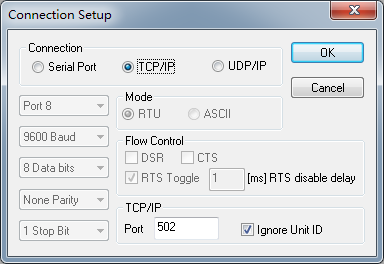 Connection Setup
Connection
Serial Port TCP/IP UDP/IP
OK
Cancel
Port 8
Mode
RTU ASCII
9600 Baud
Flow Control
DSR CTS
8 Data bits
RTS Toggle 1 [ms] RTS disable delay
None Parity
TCP/IP
Port 502 Ignore Unit ID
1 Stop Bit